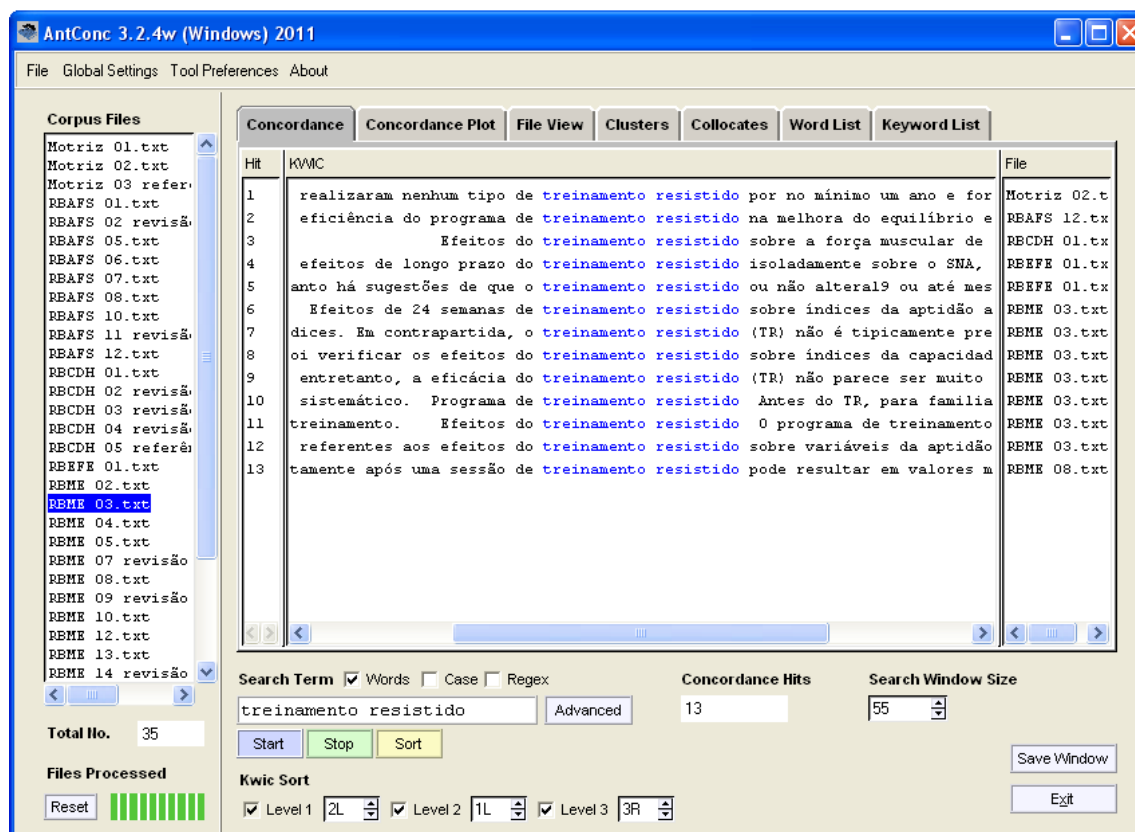 AntConc 3.2.4w (Windows) 2011
File Global Settings Tool Preferences About
Corpus Files
Motriz 01.txt
Motriz 02.txt
Motriz 03 refer
RBAFS 01.txt
RBAFS 02 revisã
RBAFS 05.txt
RBAFS 06.txt
RBAFS 07.txt
RBAFS 08.txt
RBAFS 10.txt
RBAFS 11 revisã
RBAFS 12.txt
RBCDH 01.txt
RBCDH 02 revisã
RBCDH 03 revisã
RBCDH 04 revisã
RBCDH 05 referê
RBEFE 01.txt
RBME 02.txt
RBME 03.txt
RBME 04.txt
RBME 05.txt
RBME 07 revisão
RBME 08.txt
RBME 09 revisão
RBME 10.txt
RBME 12.txt
RBME 13.txt
RBME 14 revisão
Total No. 35
Files Processed
Reset
Concordance Concordance Plot File View Clusters Collocates Word List Keyword List
Hit KWIC File
1 realizaram nenhum tipo de treinamento resistido por no mínimo um ano e for Motriz 02.t
2 eficiência do programa de treinamento resistido na melhora do equilíbrio e RBAFS 12.tx
3 Efeitos do treinamento resistido sobre a força muscular de RBCDH 01.tx
4 efeitos de longo prazo do treinamento resistido isoladamente sobre o SNA, RBEFE 01.tx
5 anto há sugestões de que o treinamento resistido ou não altera19 ou até mes RBEFE 01.tx
6 Efeitos de 24 semanas de treinamento resistido sobre índices da aptidão a RBME 03.txt
7 dices. Em contrapartida, o treinamento resistido (TR) não é tipicamente pre RBME 03.txt
8 oi verificar os efeitos do treinamento resistido sobre índices da capacidad RBME 03.txt
9 entretanto, a eficácia do treinamento resistido (TR) não parece ser muito RBME 03.txt
10 sistemático. Programa de treinamento resistido Antes do TR, para familia RBME 03.txt
11 treinamento. Efeitos do treinamento resistido O programa de treinamento RBME 03.txt
12 referentes aos efeitos do treinamento resistido sobre variáveis da aptidão RBME 03.txt
13 tamente após uma sessão de treinamento resistido pode resultar em valores m RBME 08.txt
Search Term Words Case Regex Concordance Hits Search Window Size
treinamento resistido Advanced 13 55
Start Stop Sort
Save Window
Kwic Sort
Level 1 2L Level 2 1L Level 3 3R
Exit